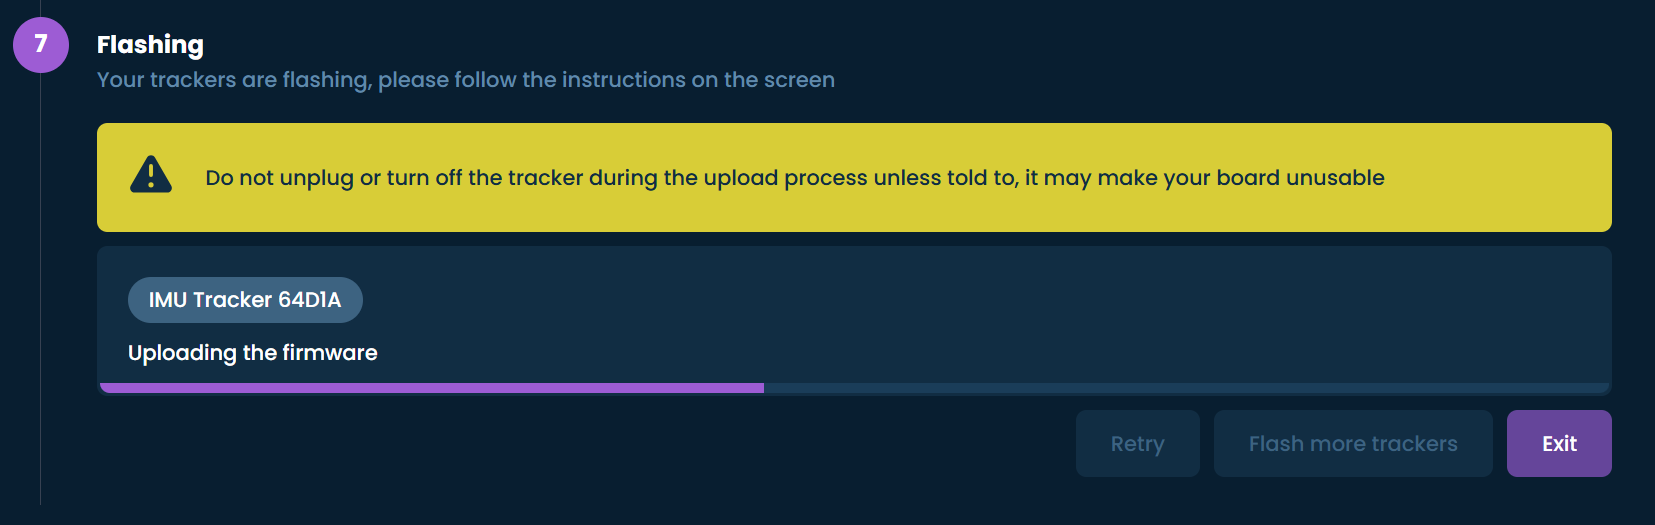 7
Flashing
Your trackers are flashing, please follow the instructions on the screen
Do not unplug or turn off the tracker during the upload process unless told to, it may make your board unusable
IMU Tracker 64D1A
Uploading the firmware
Retry
Flash more trackers
Exit